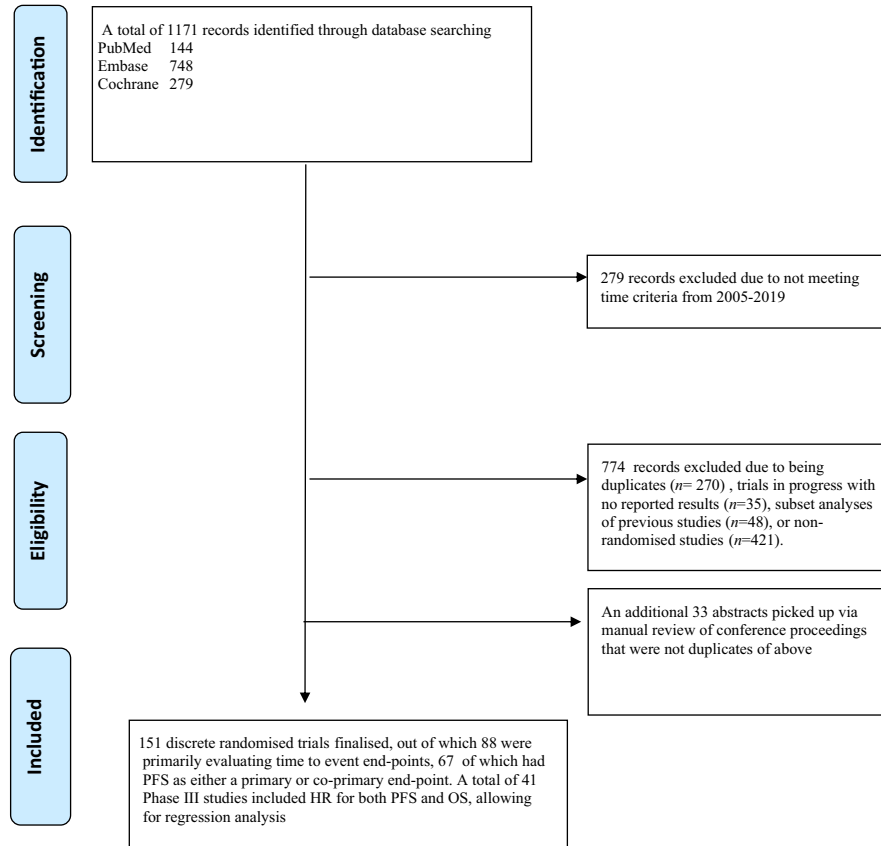 Identification
A total of 1171 records identified through database searching
PubMed 144
Embase 748
Cochrane 279
Screening
279 records excluded due to not meeting
time criteria from 2005-2019
Eligibility
774 records excluded due to being
duplicates (n= 270) , trials in progress with
no reported results (n=35), subset analyses
of previous studies (n=48), or non-
randomised studies (n=421).
An additional 33 abstracts picked up via
manual review of conference proceedings
that were not duplicates of above
Included
151 discrete randomised trials finalised, out of which 88 were
primarily evaluating time to event end-points, 67 of which had
PFS as either a primary or co-primary end-point. A total of 41
Phase III studies included HR for both PFS and OS, allowing
for regression analysis